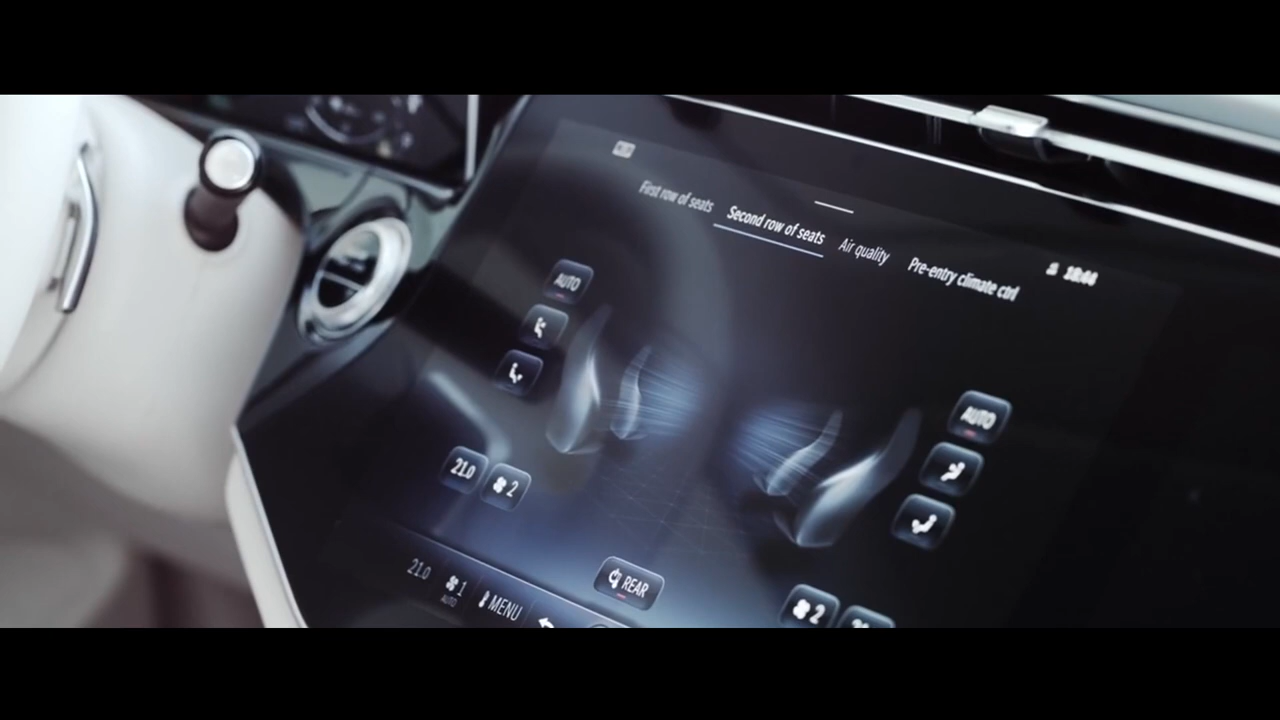 First row of seats
Second row of seats
Air quality
Pre-entry climate ctrl
AUTO
AUTO
21.0
2
REAR
21.0
1
AUTO
MENU
2